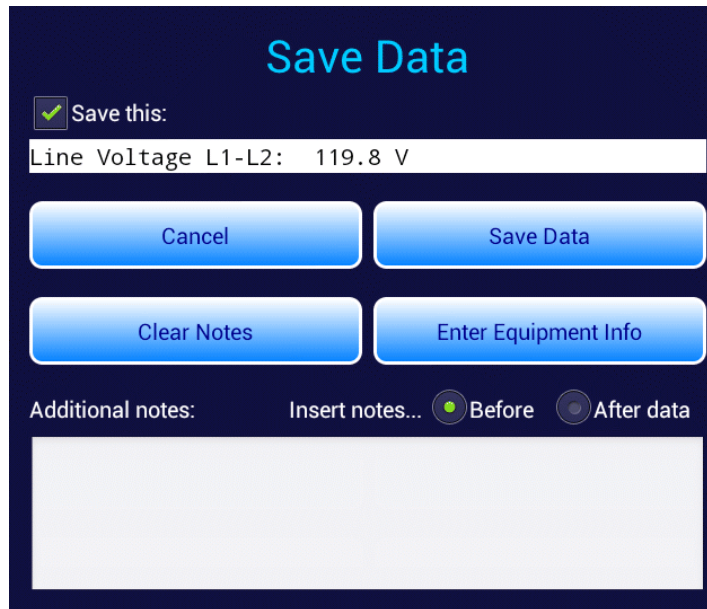 Save Data
Save this:
Line Voltage L1-L2:  119.8 V
Cancel
Save Data
Clear Notes
Enter Equipment Info
Additional notes: Insert notes... Before After data